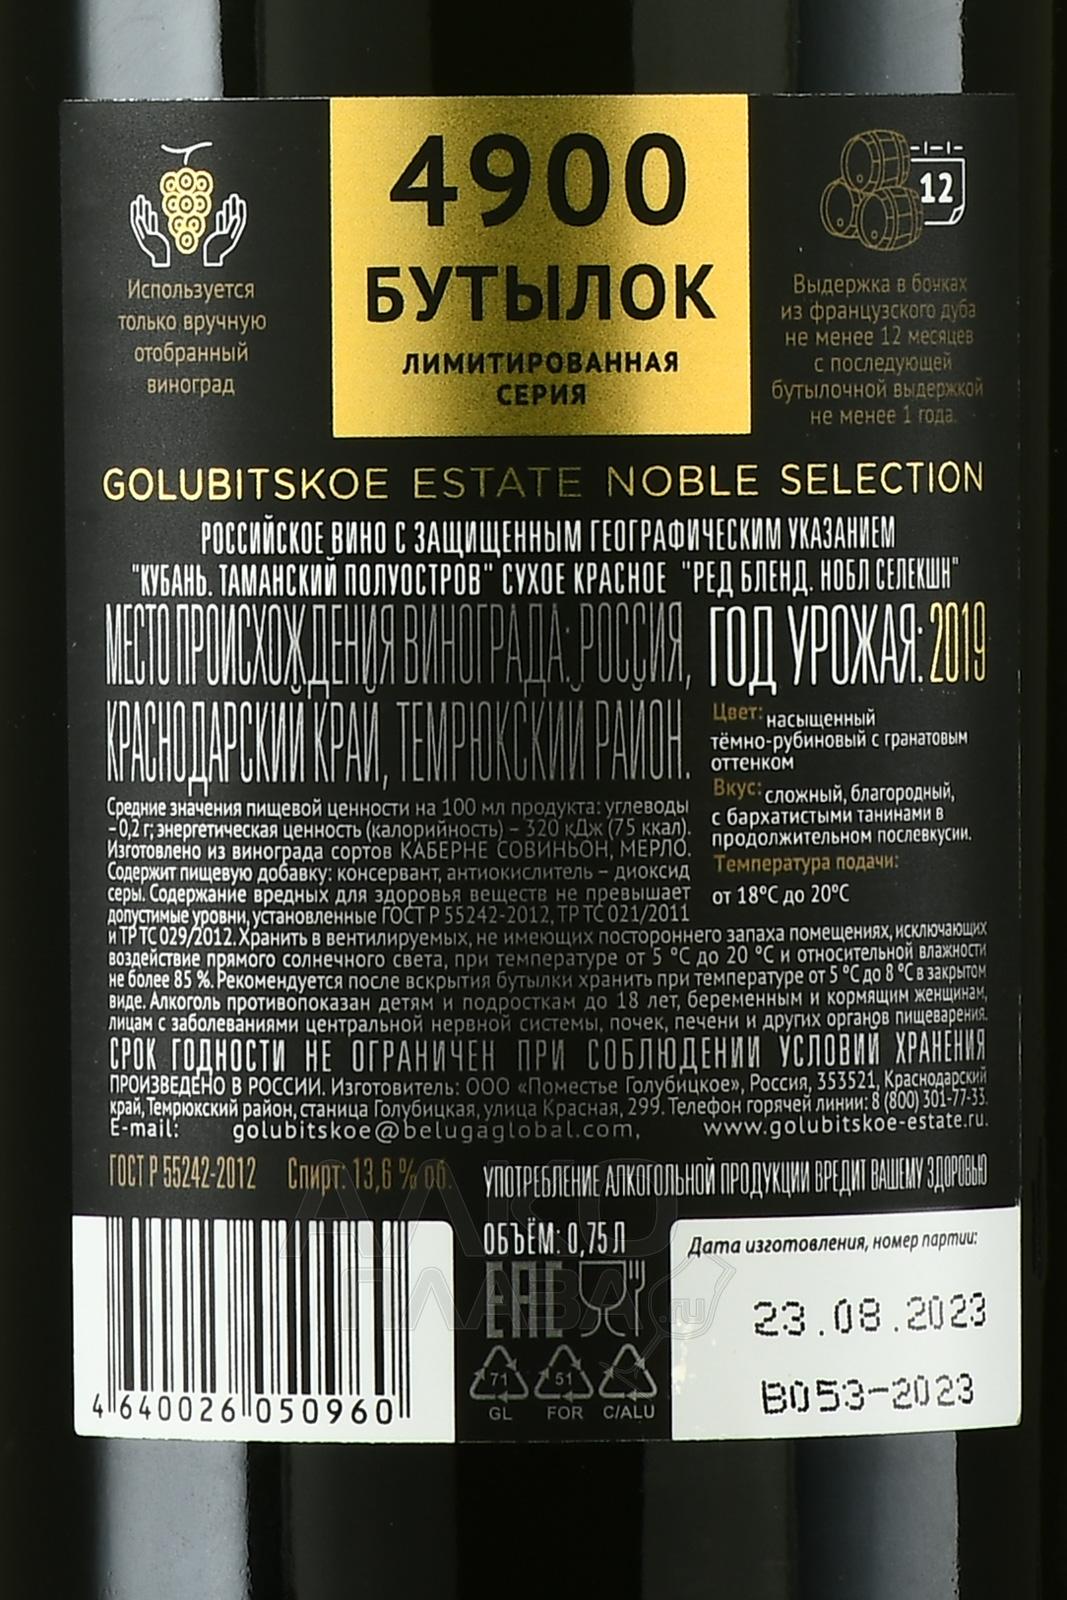 4900
БУТЫЛОК
ЛИМИТИРОВАННАЯ
СЕРИЯ
Используется
только вручную
отобранный
виноград
12
Выдержка в бочках
из французского дуба
не менее 12 месяцев
с последующей
бутылочной выдержкой
не менее 1 года.
GOLUBITSKOE ESTATE NOBLE SELECTION
РОССИЙСКОЕ ВИНО С ЗАЩИЩЕННЫМ ГЕОГРАФИЧЕСКИМ УКАЗАНИЕМ
"КУБАНЬ. ТАМАНСКИЙ ПОЛУОСТРОВ" СУХОЕ КРАСНОЕ "РЕД БЛЕНД. НОБЛ СЕЛЕКШН"
МЕСТО ПРОИСХОЖДЕНИЯ ВИНОГРАДА: РОССИЯ,
КРАСНОДАРСКИЙ КРАЙ, ТЕМРЮКСКИЙ РАЙОН.
ГОД УРОЖАЯ: 2019
Цвет: насыщенный
тёмно-рубиновый с гранатовым
оттенком
Вкус: сложный, благородный,
с бархатистыми танинами в
продолжительном послевкусии.
Температура подачи:
от 18°C до 20°C
Средние значения пищевой ценности на 100 мл продукта: углеводы
–0,2 г; энергетическая ценность (калорийность) – 320 кДж (75 ккал).
Изготовлено из винограда сортов КАБЕРНЕ СОВИНЬОН, МЕРЛО.
Содержит пищевую добавку: консервант, антиокислитель – диоксид
серы. Содержание вредных для здоровья веществ не превышает
допустимые уровни, установленные ГОСТ Р 55242-2012, ТР ТС 021/2011
и ТР ТС 029/2012. Хранить в вентилируемых, не имеющих постороннего запаха помещениях, исключающих
воздействие прямого солнечного света, при температуре от 5 °C до 20 °C и относительной влажности
не более 85 %. Рекомендуется после вскрытия бутылки хранить при температуре от 5 °C до 8 °C в закрытом
виде. Алкоголь противопоказан детям и подросткам до 18 лет, беременным и кормящим женщинам,
лицам с заболеваниями центральной нервной системы, почек, печени и других органов пищеварения.
СРОК ГОДНОСТИ НЕ ОГРАНИЧЕН ПРИ СОБЛЮДЕНИИ УСЛОВИЙ ХРАНЕНИЯ
ПРОИЗВЕДЕНО В РОССИИ. Изготовитель: ООО «Поместье Голубицкое», Россия, 353521, Краснодарский
край, Темрюкский район, станица Голубицкая, улица Красная, 299. Телефон горячей линии: 8 (800) 301-77-33.
E-mail: golubitskoe@belugaglobal.com, www.golubitskoe-estate.ru.
ГОСТ Р 55242-2012 Спирт: 13,6 % об. УПОТРЕБЛЕНИЕ АЛКОГОЛЬНОЙ ПРОДУКЦИИ ВРЕДИТ ВАШЕМУ ЗДОРОВЬЮ
ОБЪЁМ: 0,75 Л
EAC
71 51
GL FOR C/ALU
4 640026 050960
Дата изготовления, номер партии:
23.08.2023
B053-2023
АЛКО
ПЛАВА.ru